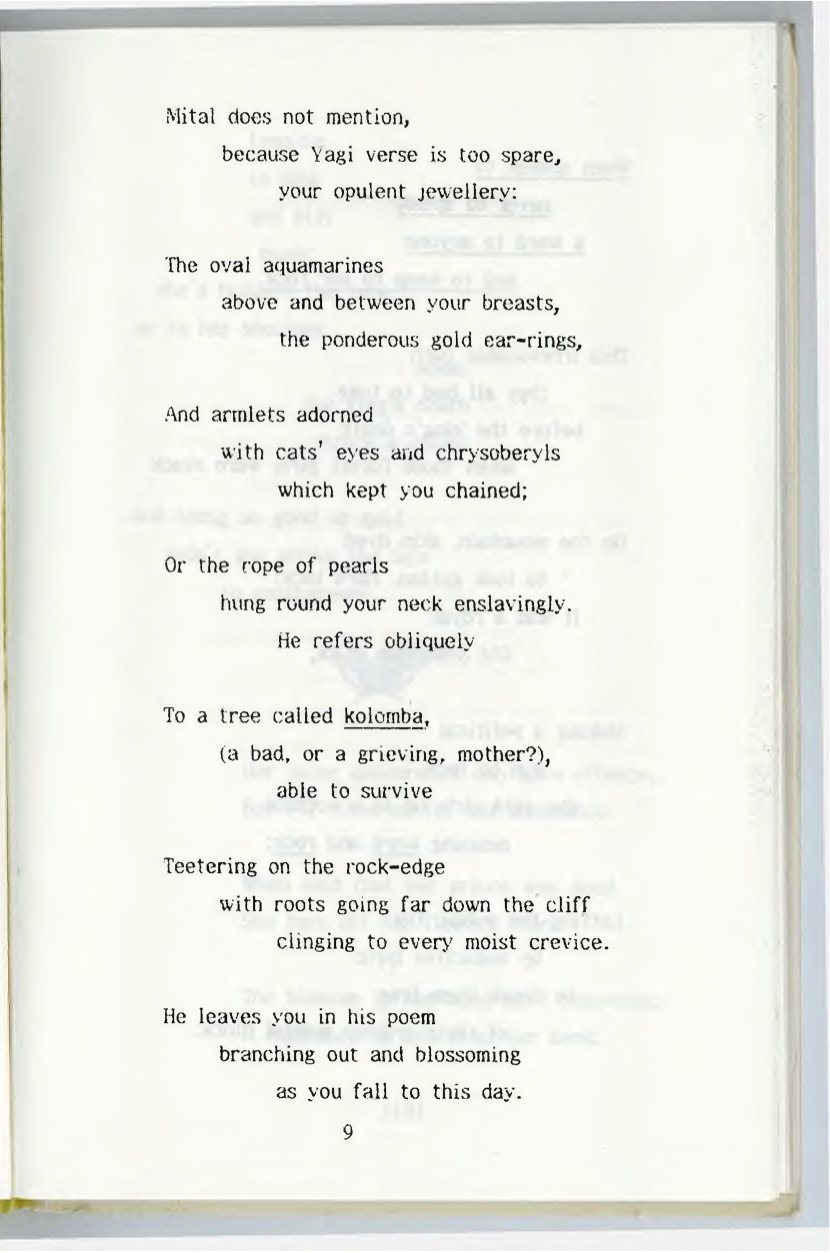 Mital does not mention,
because Yagi verse is too spare,
your opulent jewellery:
The oval aquamarines
above and between your breasts,
the ponderous gold ear-rings,
And armlets adorned
with cats' eyes and chrysoberyls
which kept you chained;
Or the rope of pearls
hung round your neck enslavingly.
He refers obliquely
To a tree called kolomba,
(a bad, or a grieving, mother?),
able to survive
Teetering on the rock-edge
with roots going far down the cliff
clinging to every moist crevice.
He leaves you in his poem
branching out and blossoming
as you fall to this day.
9